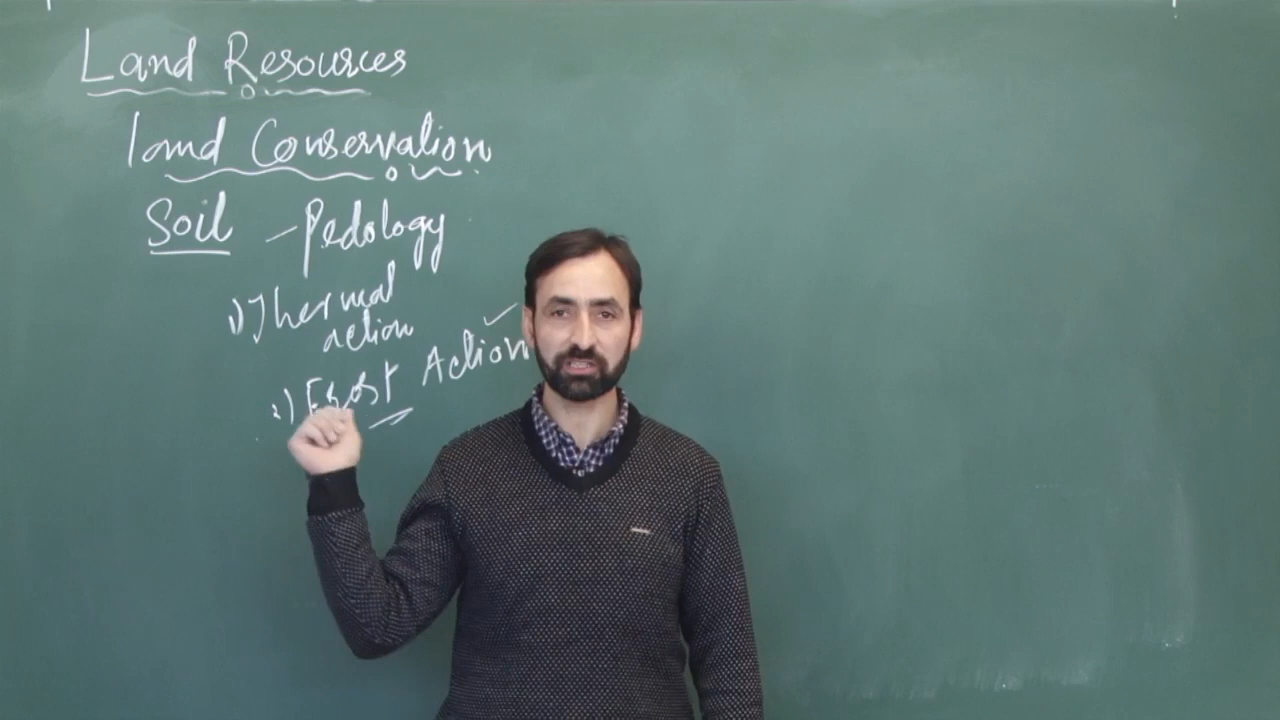 Land Resources
land Conservation
Soil - Pedology
1) Thermal
action
2) Frost Action ✓